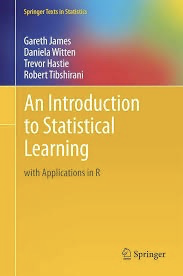 Springer Texts in Statistics
Gareth James
Daniela Witten
Trevor Hastie
Robert Tibshirani
An Introduction
to Statistical
Learning
with Applications in R
Springer